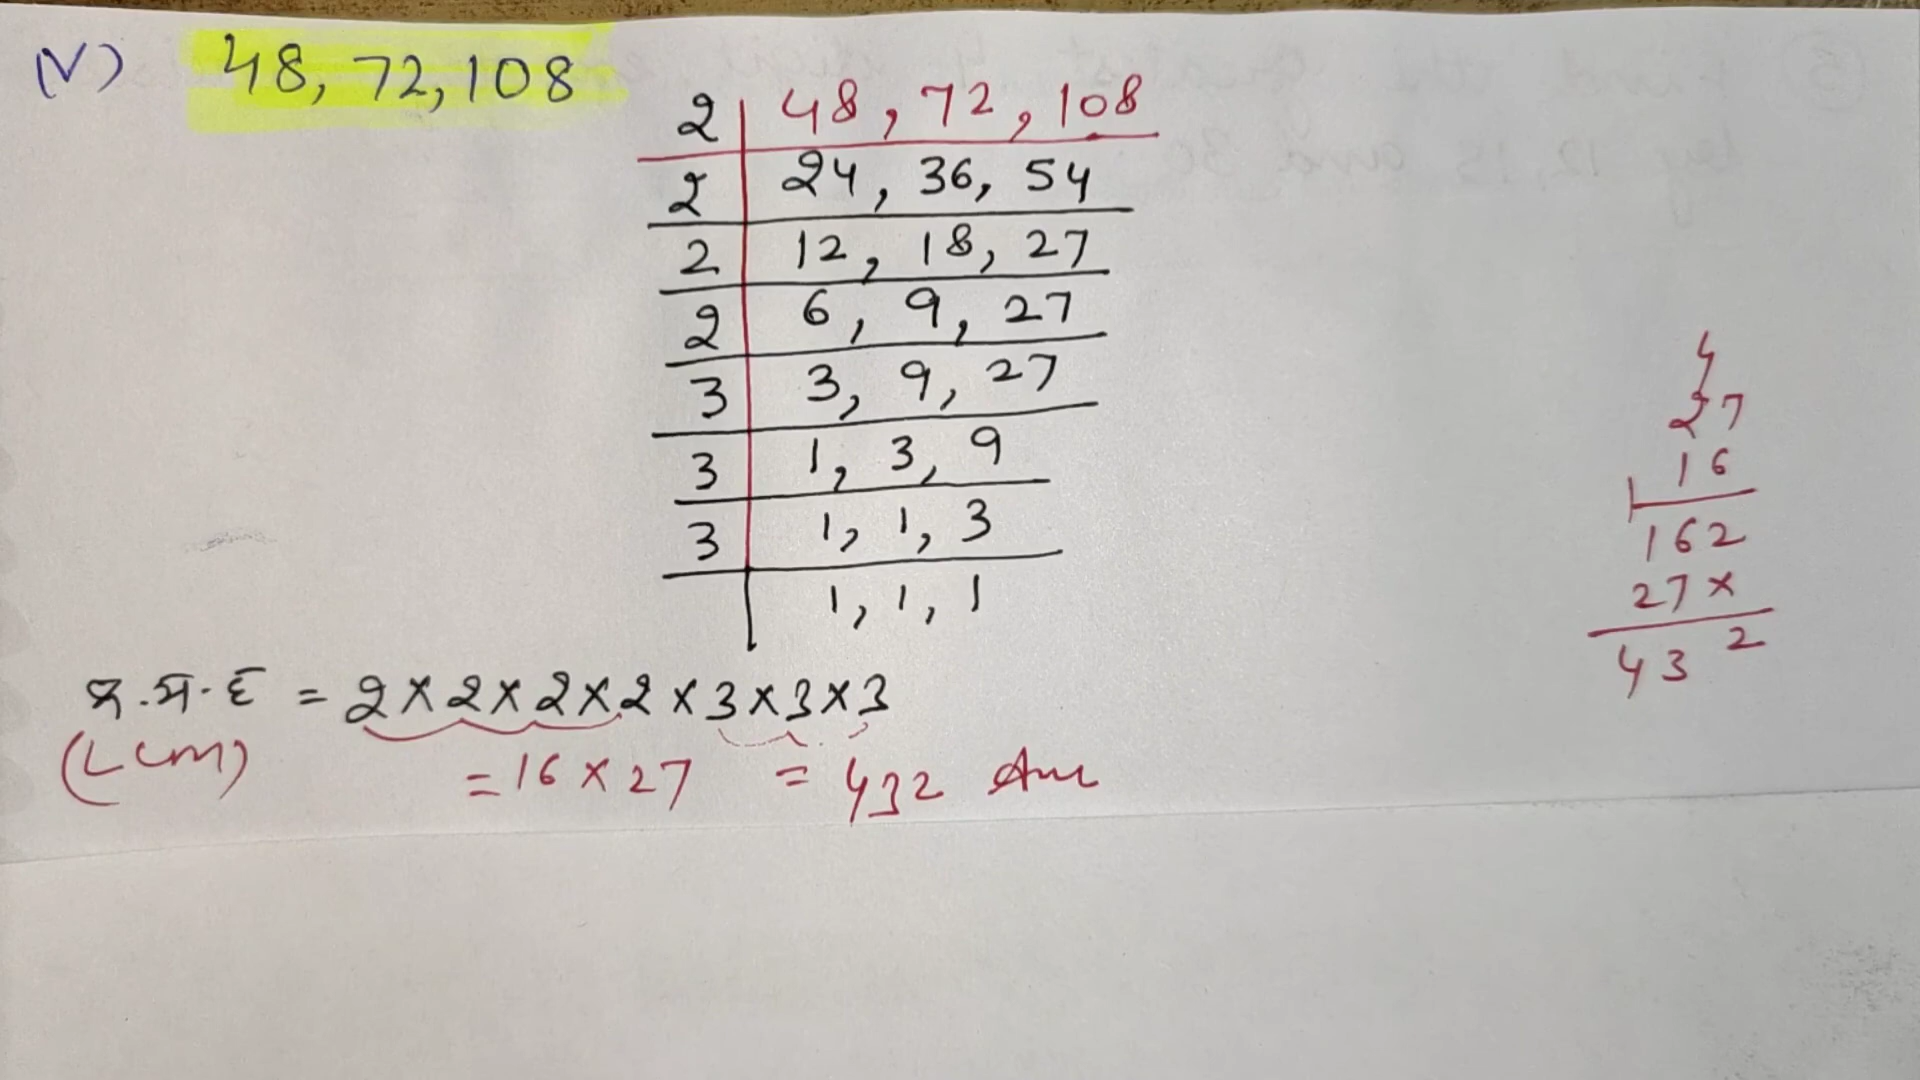 (V) 48, 72, 108
2 | 48, 72, 108
2 | 24, 36, 54
2 | 12, 18, 27
2 | 6, 9, 27
3 | 3, 9, 27
3 | 1, 3, 9
3 | 1, 1, 3
1, 1, 1
= 2 × 2 × 2 × 2 × 3 × 3 × 3
(LCM)
= 16 × 27 = 432 Ans
4
27
16
162
27×
432